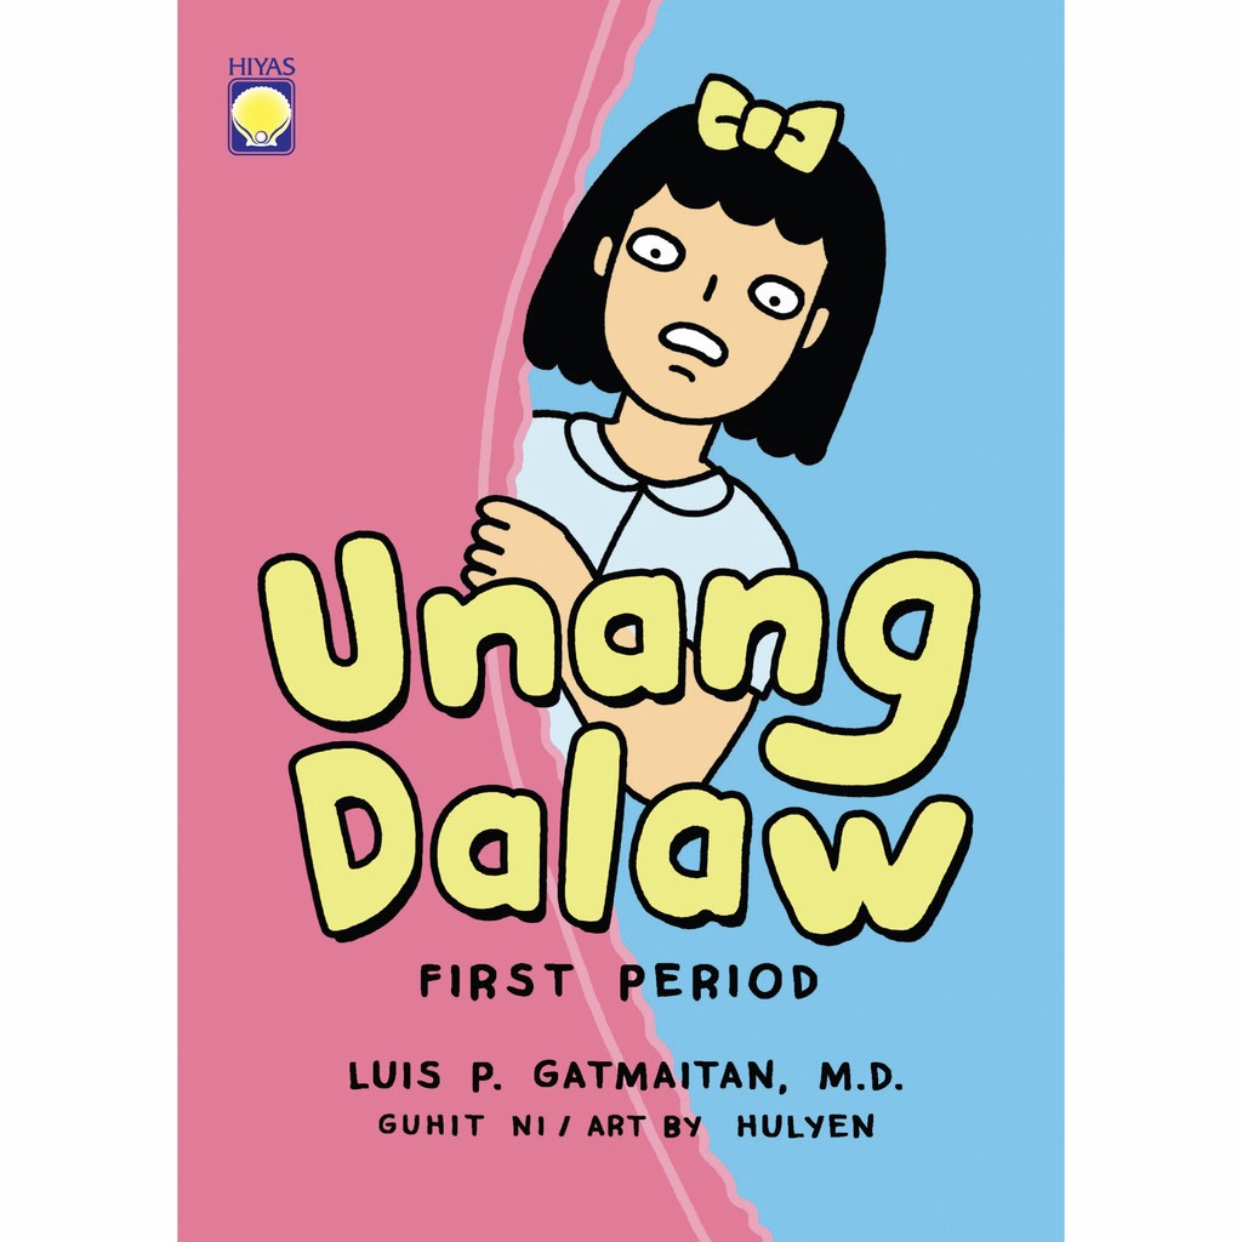 HIYAS
Unang
Dalaw
FIRST PERIOD
LUIS P. GATMAITAN, M.D.
GUHIT NI / ART BY HULYEN